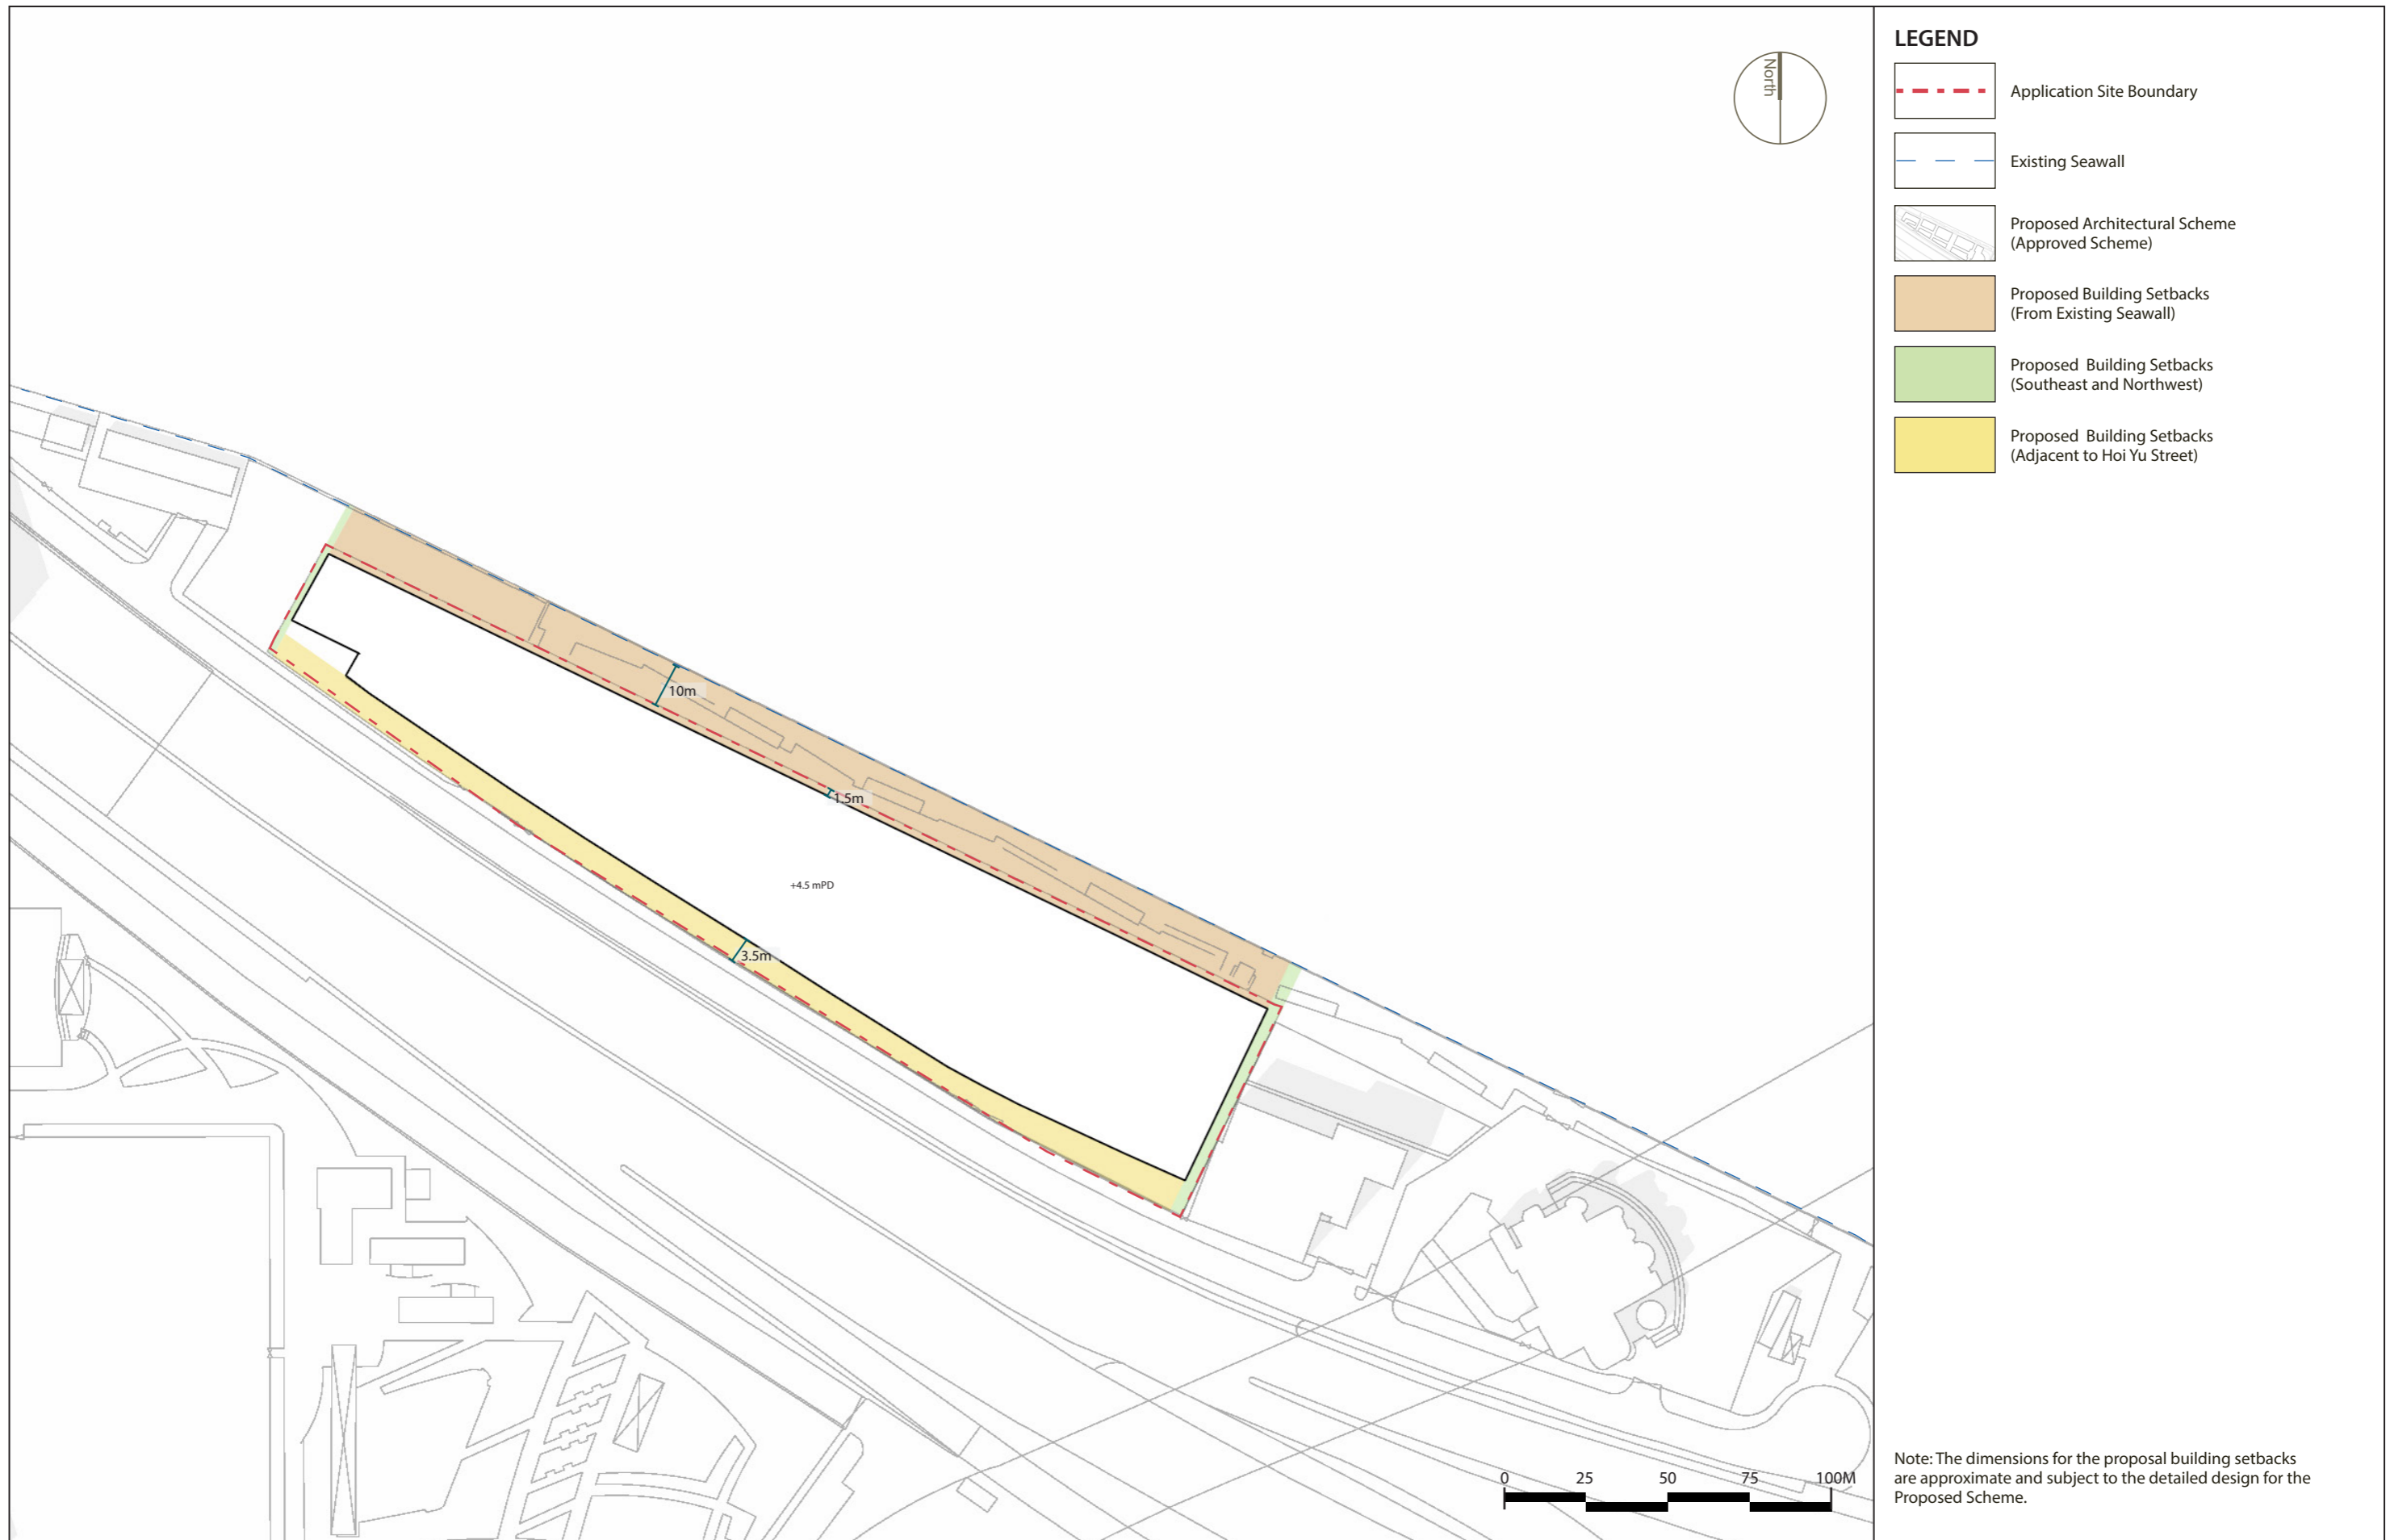 North
LEGEND
Application Site Boundary
Existing Seawall
Proposed Architectural Scheme
(Approved Scheme)
Proposed Building Setbacks
(From Existing Seawall)
Proposed  Building Setbacks
(Southeast and Northwest)
Proposed  Building Setbacks
(Adjacent to Hoi Yu Street)
10m
1.5m
+4.5 mPD
3.5m
0 25 50 75 100M
Note: The dimensions for the proposal building setbacks
are approximate and subject to the detailed design for the
Proposed Scheme.